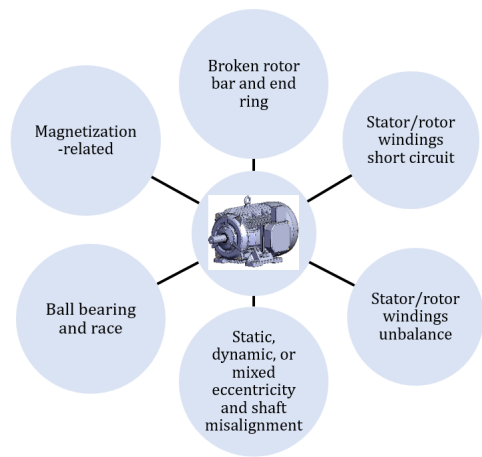 Broken rotor
bar and end
ring
Stator/rotor
windings
short circuit
Stator/rotor
windings
unbalance
Static,
dynamic, or
mixed
eccentricity
and shaft
misalignment
Ball bearing
and race
Magnetization
-related